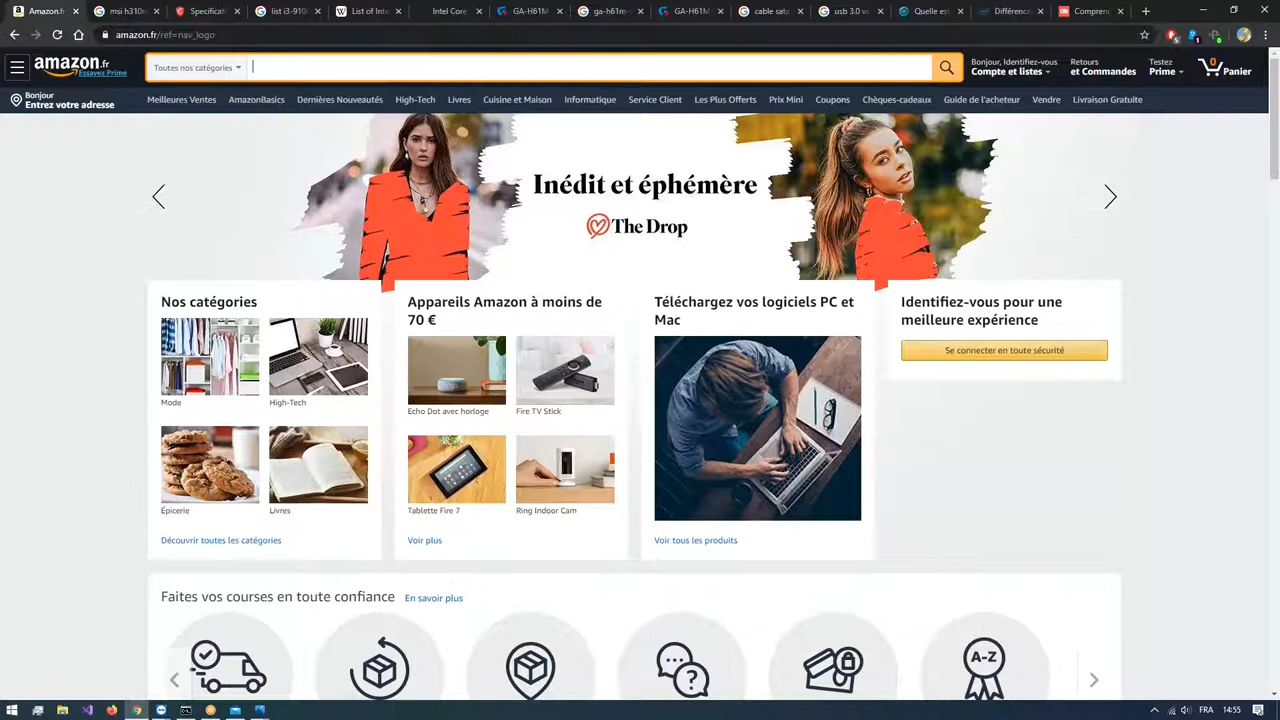 Amazon.fr
msi h310m
Spécificati
list i3-910
List of Inte
Intel Core
GA-H61M
ga-h61m-
GA-H61M
cable sata
usb 3.0 vs
Quelle est
Différence
Comprend
amazon.fr/ref=nav_logo
amazon.fr
Essayez Prime
Toutes nos catégories
Bonjour, Identifiez-vous
Compte et listes
Retours
et Commandes
Testez
Prime
0
Panier
Bonjour
Entrez votre adresse
Meilleures Ventes
AmazonBasics
Dernières Nouveautés
High-Tech
Livres
Cuisine et Maison
Informatique
Service Client
Les Plus Offerts
Prix Mini
Coupons
Chèques-cadeaux
Guide de l'acheteur
Vendre
Livraison Gratuite
Inédit et éphémère
The Drop
Nos catégories
Mode
High-Tech
Épicerie
Livres
Découvrir toutes les catégories
Appareils Amazon à moins de
70 €
Echo Dot avec horloge
Fire TV Stick
Tablette Fire 7
Ring Indoor Cam
Voir plus
Téléchargez vos logiciels PC et
Mac
Voir tous les produits
Identifiez-vous pour une
meilleure expérience
Se connecter en toute sécurité
Faites vos courses en toute confiance
En savoir plus
A-Z
FRA
14:55